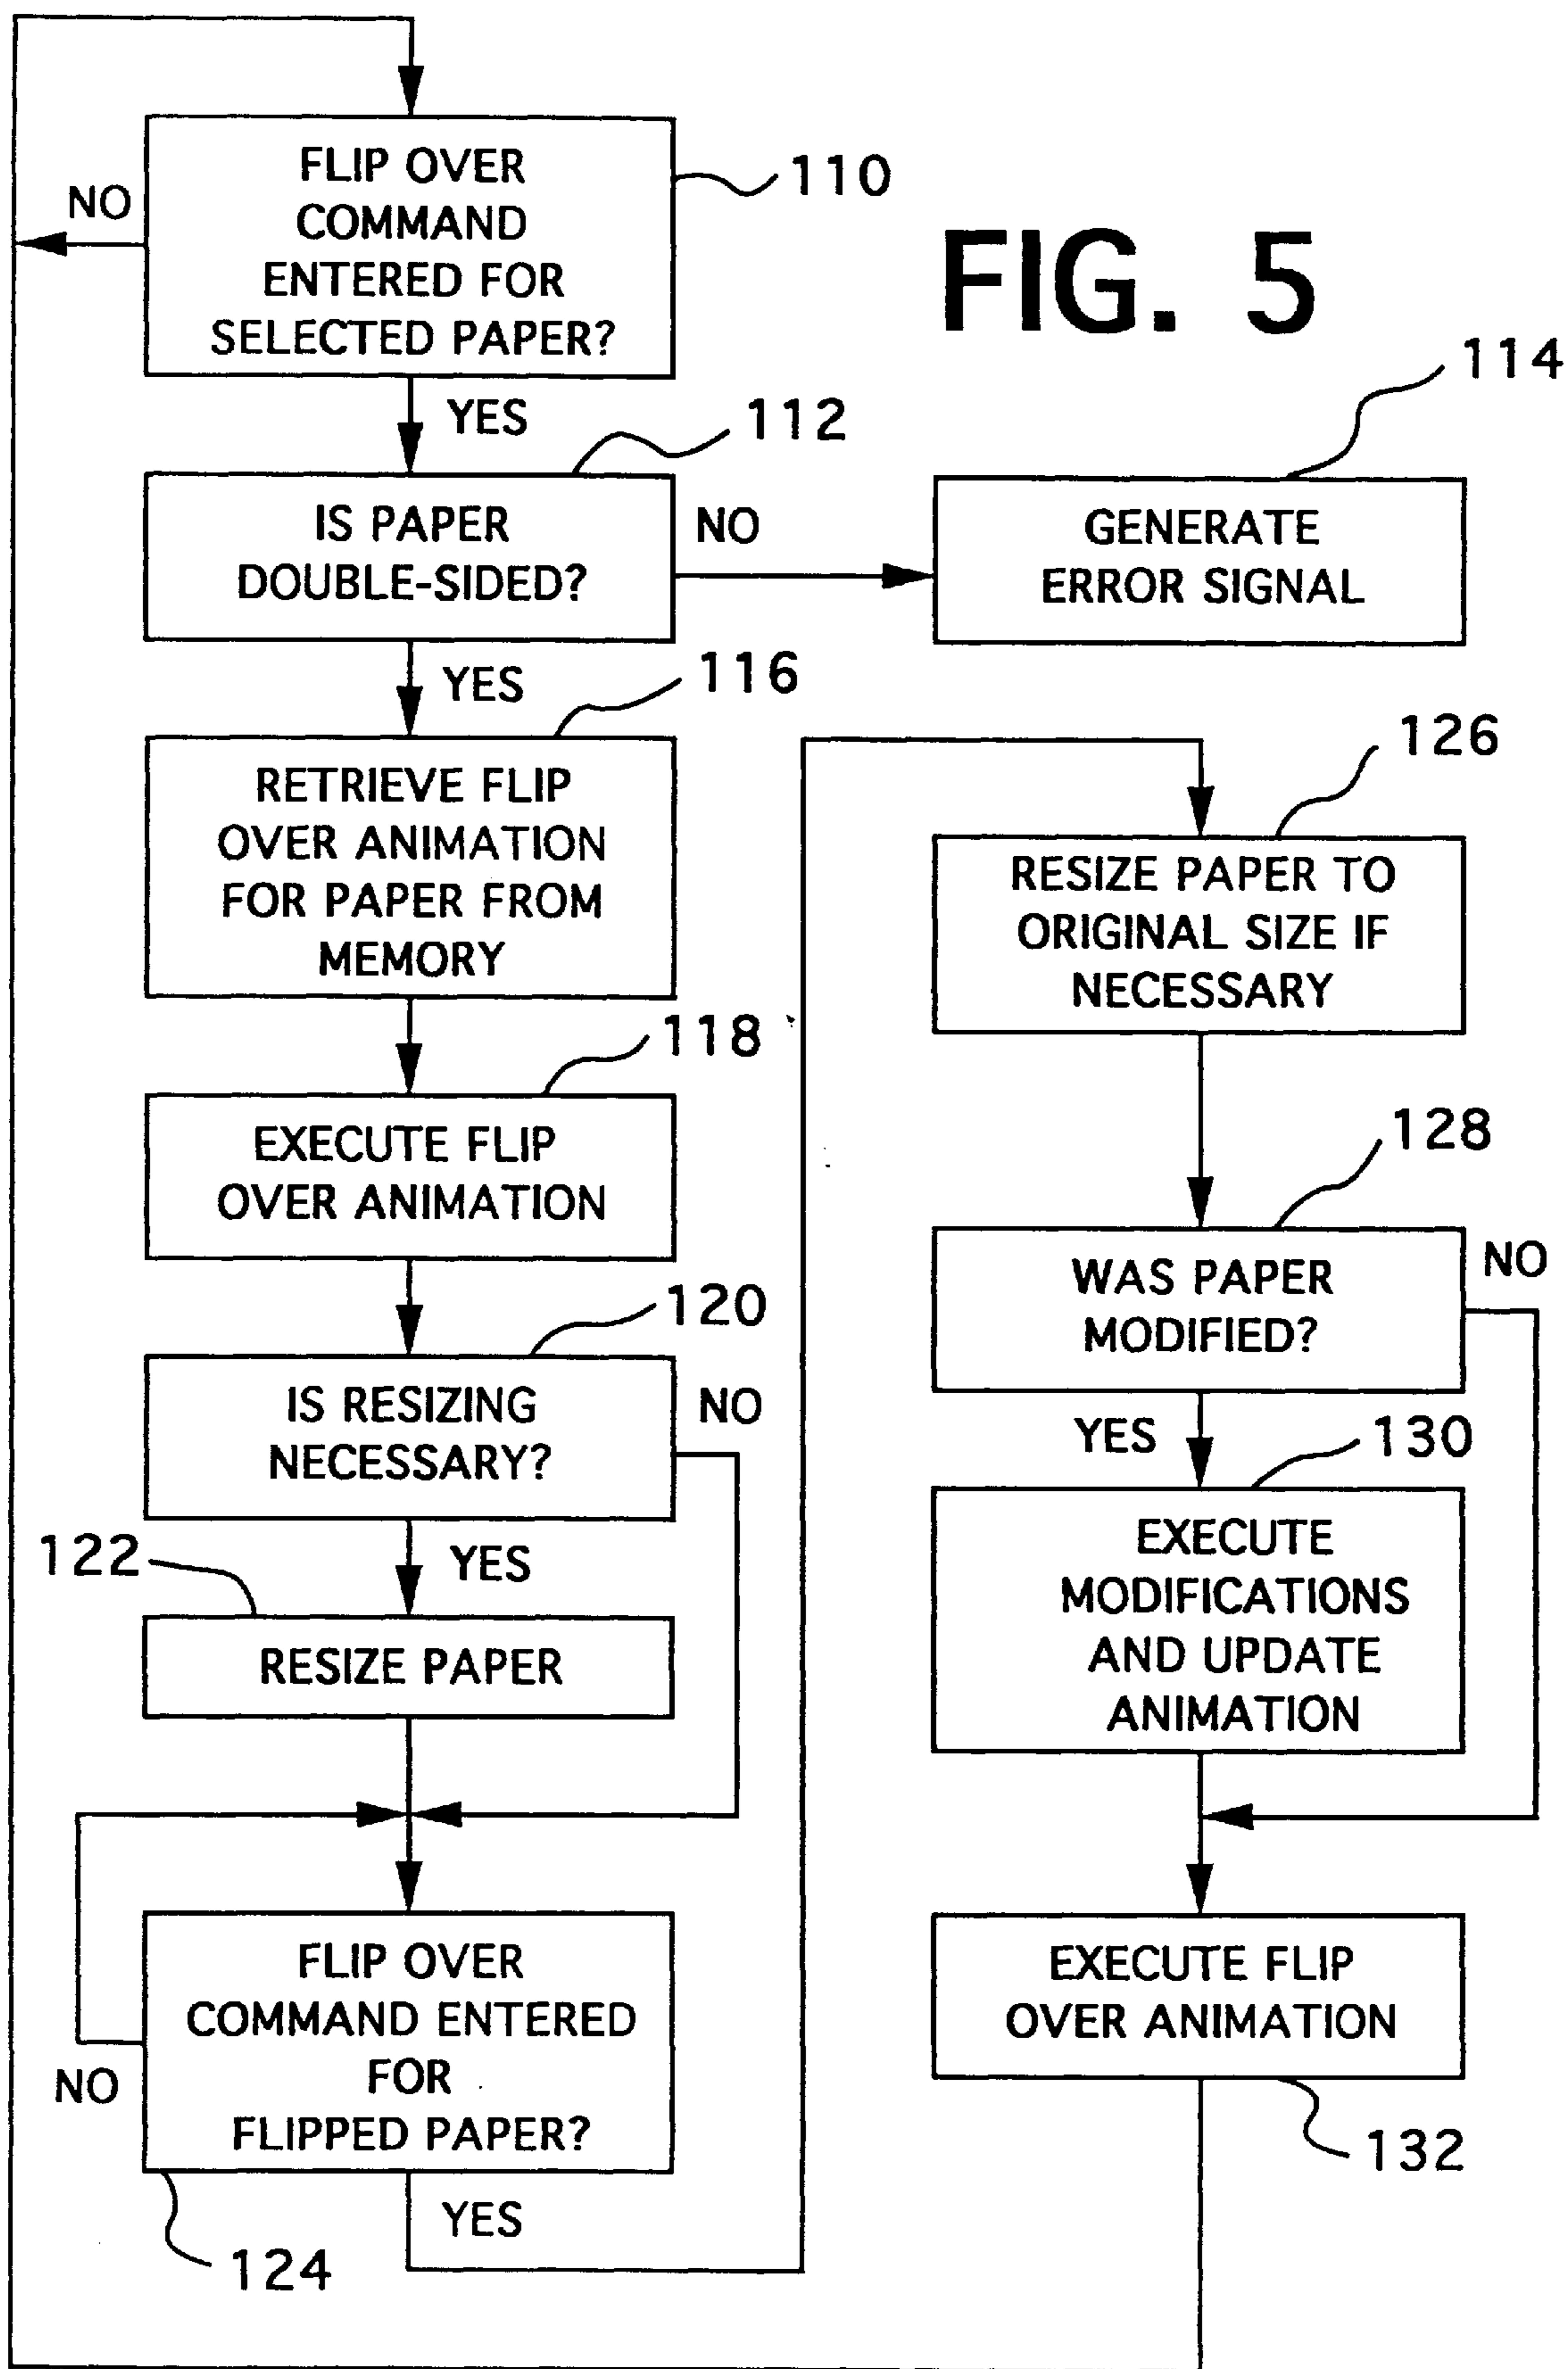 FLIP OVER
COMMAND
ENTERED FOR
SELECTED PAPER?
110
NO
FIG. 5
YES
112
IS PAPER
DOUBLE-SIDED?
NO
114
GENERATE
ERROR SIGNAL
YES
116
RETRIEVE FLIP
OVER ANIMATION
FOR PAPER FROM
MEMORY
118
EXECUTE FLIP
OVER ANIMATION
120
IS RESIZING
NECESSARY?
NO
YES
122
RESIZE PAPER
FLIP OVER
COMMAND ENTERED
FOR
FLIPPED PAPER?
NO
YES
124
126
RESIZE PAPER TO
ORIGINAL SIZE IF
NECESSARY
128
WAS PAPER
MODIFIED?
NO
YES
130
EXECUTE
MODIFICATIONS
AND UPDATE
ANIMATION
EXECUTE FLIP
OVER ANIMATION
132